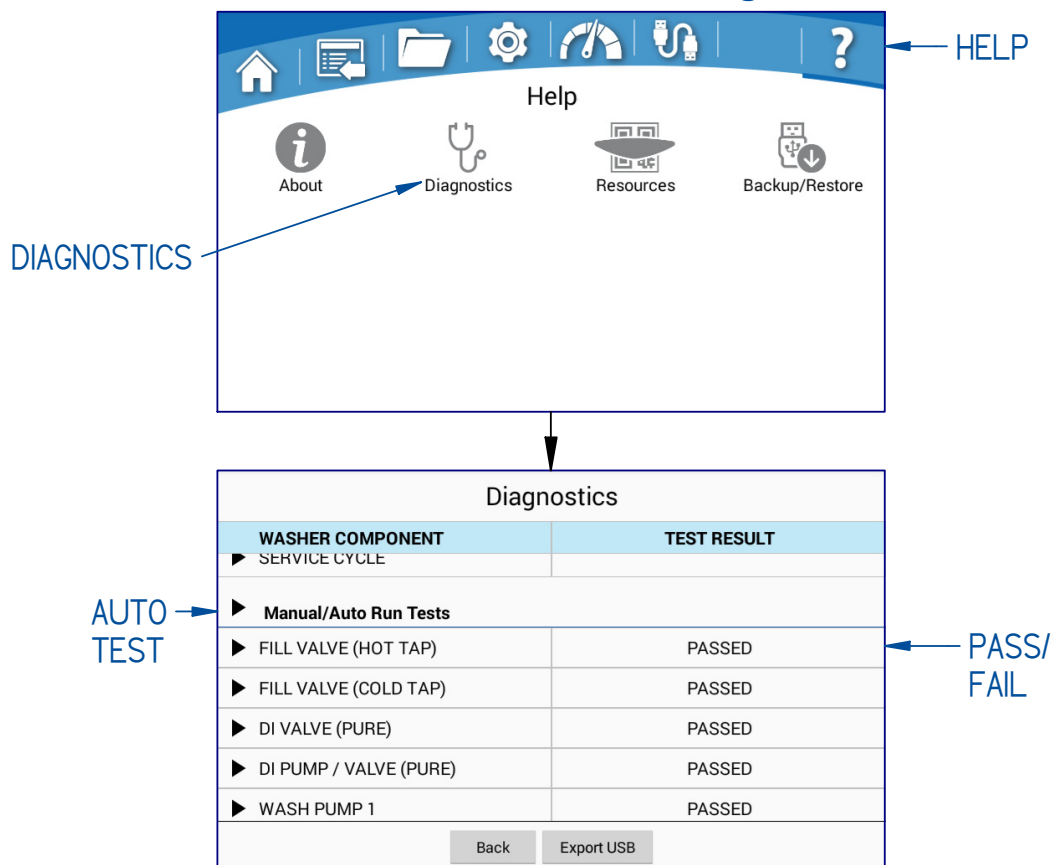 HELP
Help
About
Diagnostics
Resources
Backup/Restore
DIAGNOSTICS
Diagnostics
WASHER COMPONENT TEST RESULT
SERVICE CYCLE
AUTO
TEST
Manual/Auto Run Tests
FILL VALVE (HOT TAP) PASSED
PASS/
FAIL
FILL VALVE (COLD TAP) PASSED
DI VALVE (PURE) PASSED
DI PUMP / VALVE (PURE) PASSED
WASH PUMP 1 PASSED
Back Export USB